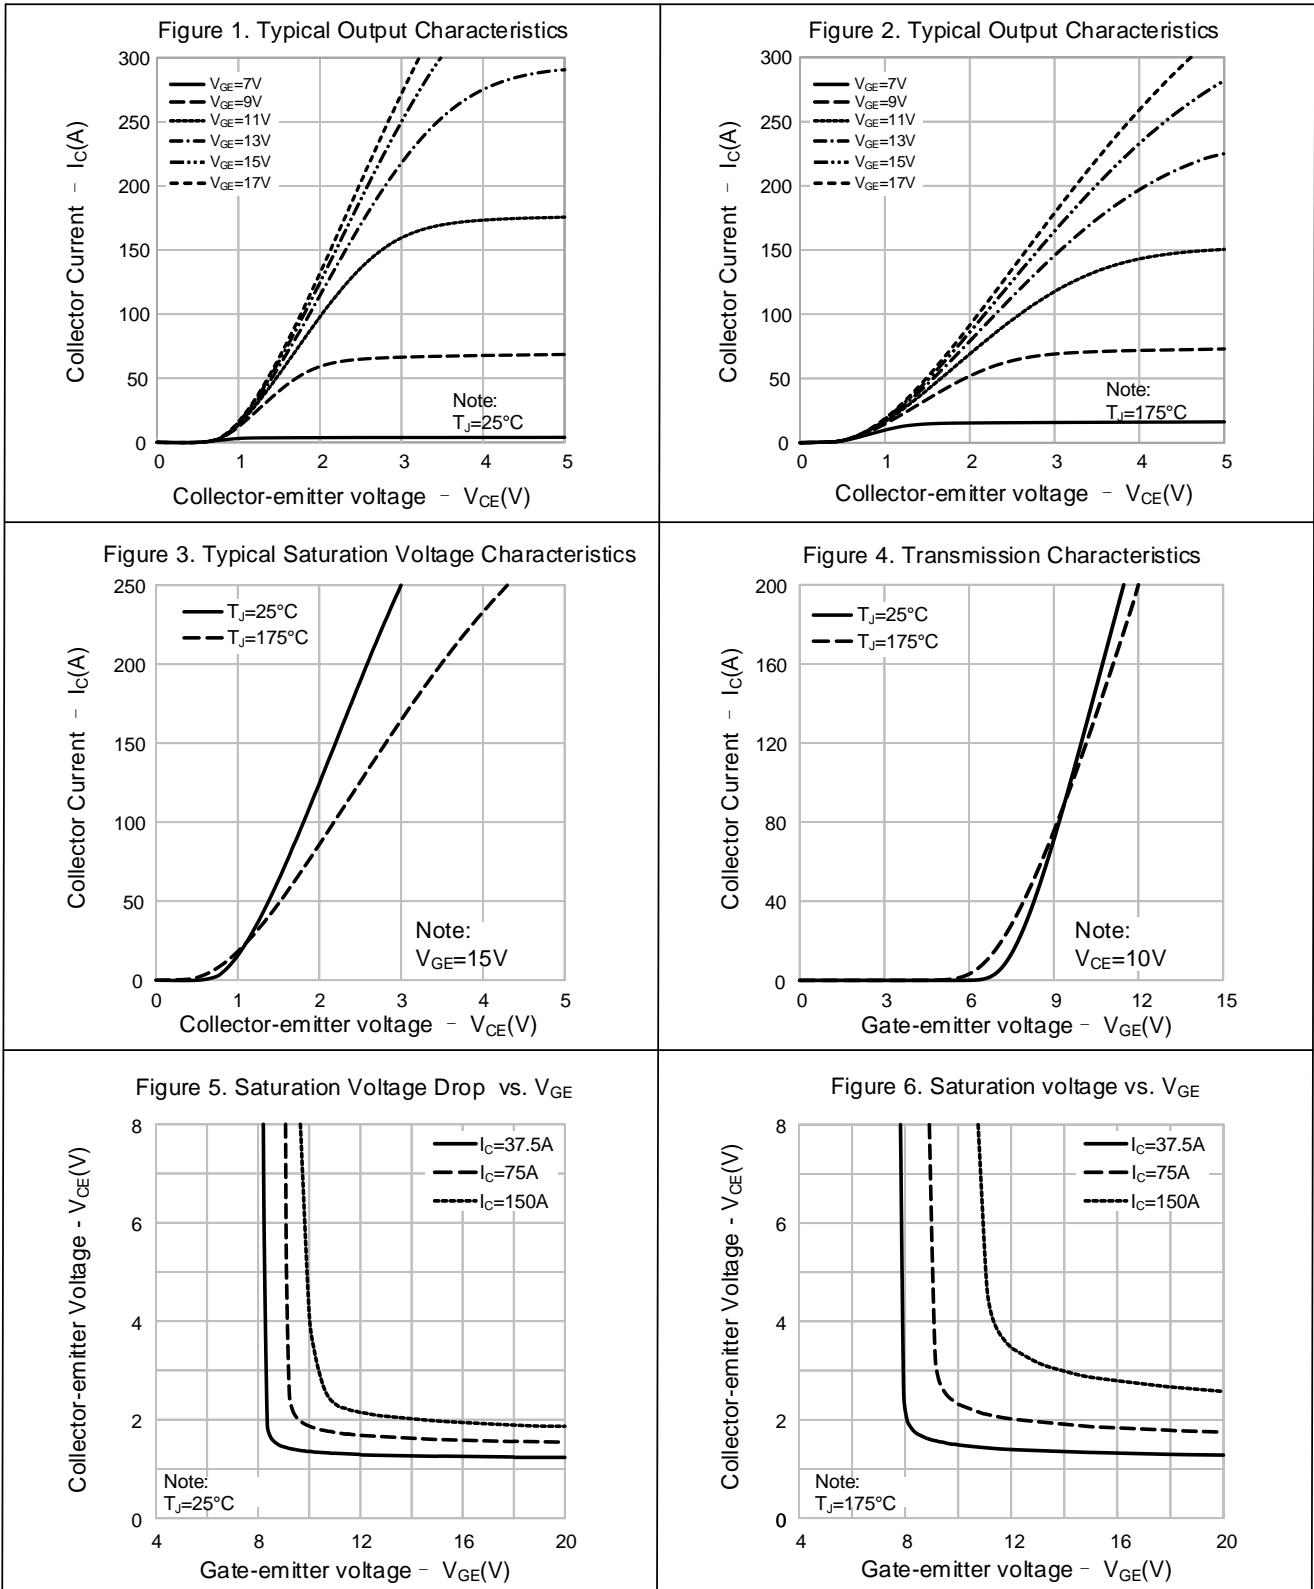 Figure 1. Typical Output Characteristics
Collector Current － I_C(A)
300
250
200
150
100
50
0
V_GE=7V
V_GE=9V
V_GE=11V
V_GE=13V
V_GE=15V
V_GE=17V
Note:
T_J=25°C
0 1 2 3 4 5
Collector-emitter voltage － V_CE(V)
Figure 2. Typical Output Characteristics
Collector Current － I_C(A)
300
250
200
150
100
50
0
V_GE=7V
V_GE=9V
V_GE=11V
V_GE=13V
V_GE=15V
V_GE=17V
Note:
T_J=175°C
0 1 2 3 4 5
Collector-emitter voltage － V_CE(V)
Figure 3. Typical Saturation Voltage Characteristics
Collector Current － I_C(A)
250
200
150
100
50
0
T_J=25°C
T_J=175°C
Note:
V_GE=15V
0 1 2 3 4 5
Collector-emitter voltage － V_CE(V)
Figure 4. Transmission Characteristics
Collector Current － I_C(A)
200
160
120
80
40
0
T_J=25°C
T_J=175°C
Note:
V_CE=10V
0 3 6 9 12 15
Gate-emitter voltage － V_GE(V)
Figure 5. Saturation Voltage Drop vs. V_GE
Collector-emitter Voltage - V_CE(V)
8
6
4
2
0
I_C=37.5A
I_C=75A
I_C=150A
Note:
T_J=25°C
4 8 12 16 20
Gate-emitter voltage － V_GE(V)
Figure 6. Saturation voltage vs. V_GE
Collector-emitter Voltage - V_CE(V)
8
6
4
2
0
I_C=37.5A
I_C=75A
I_C=150A
Note:
T_J=175°C
4 8 12 16 20
Gate-emitter voltage － V_GE(V)